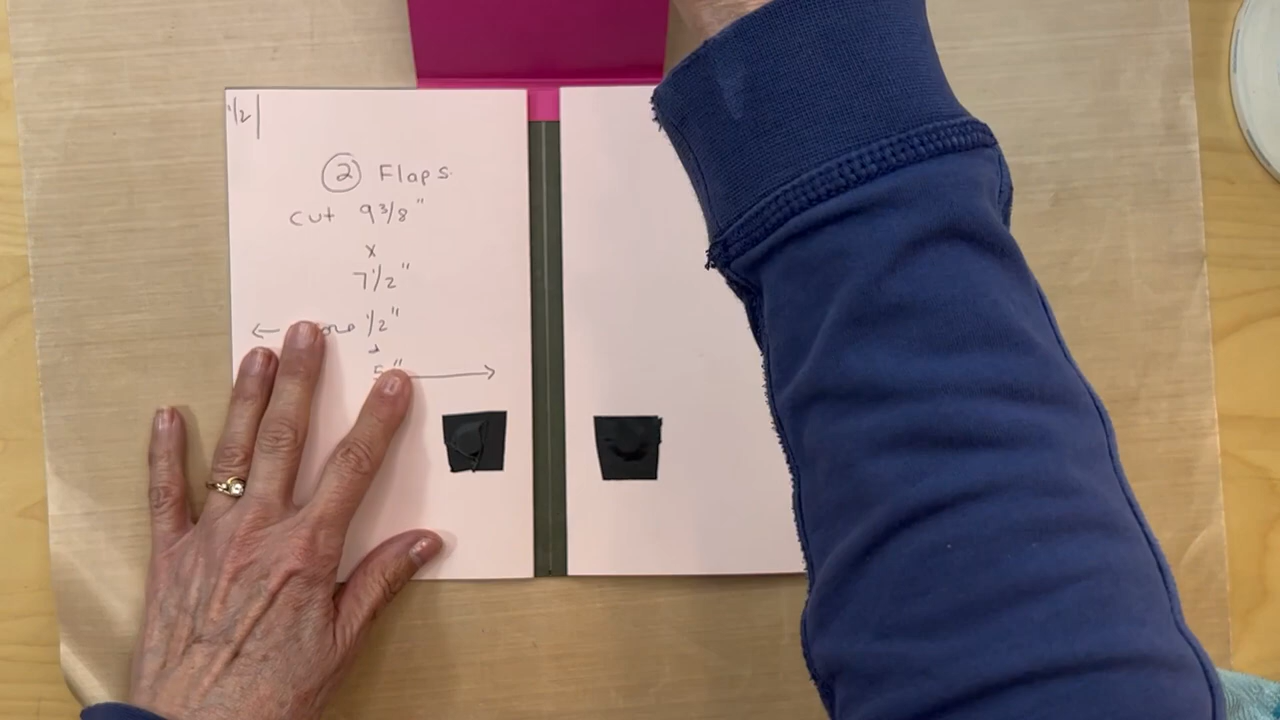 1/2
② Flaps
cut 9 3/8"
x
7 1/2"
← 1/2"
5" →